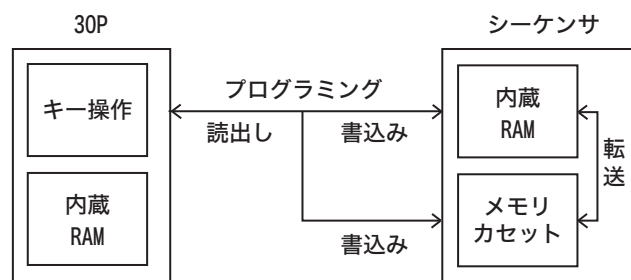 30P
シーケンサ
キー操作
内蔵
RAM
プログラミング
読出し
書込み
書込み
内蔵
RAM
メモリ
カセット
転送